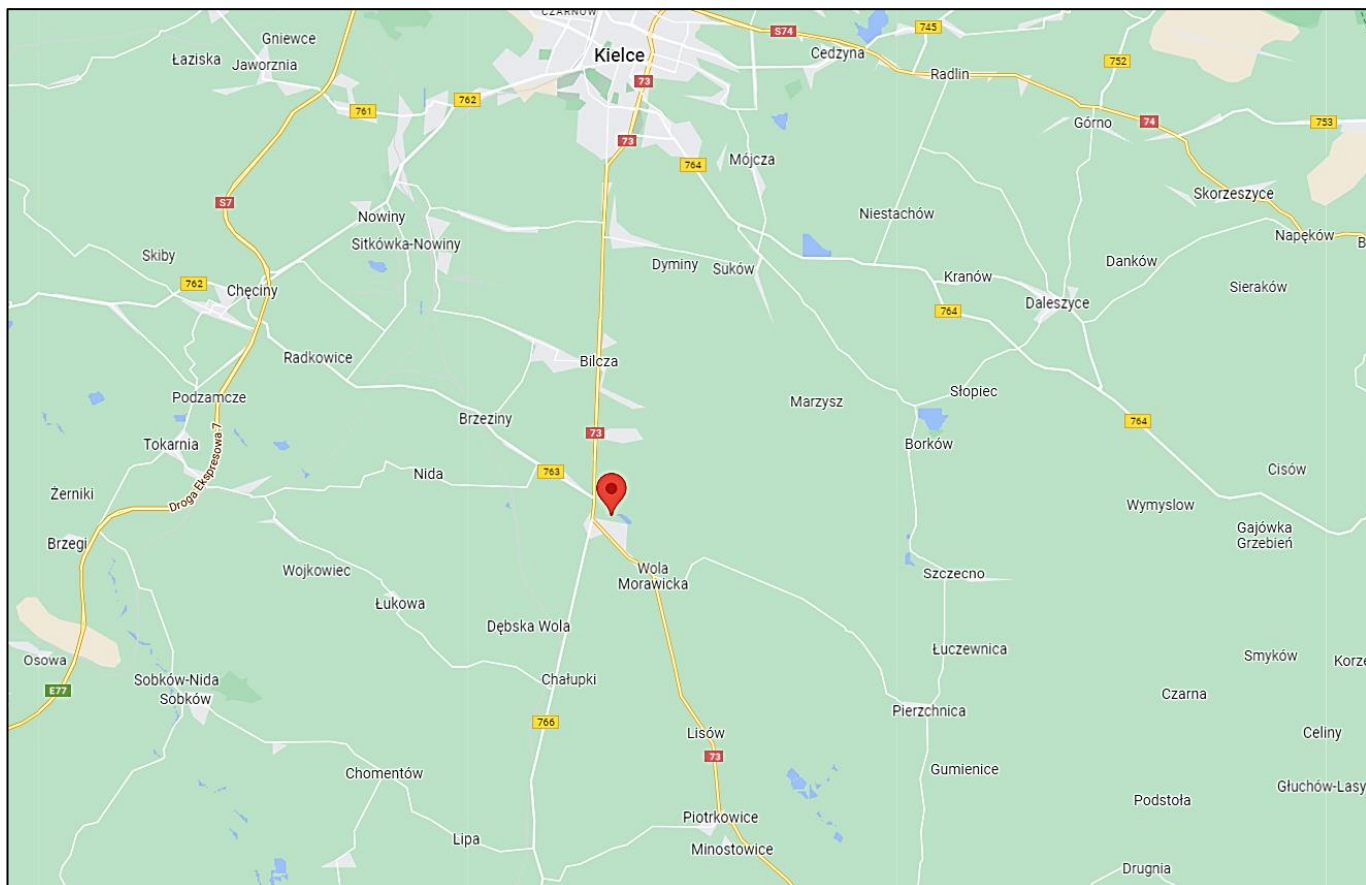 CZARNÓW
Gniewce
Łaziska
Jaworznia
Kielce
S74
745
Cedzyna
752
Radlin
73
762
761
Górno
74
753
73
764
Mójcza
S7
Skorzeszyce
Nowiny
Niestachów
Sitkówka-Nowiny
Napęków
B
Skiby
Dyminy
Suków
Danków
Kranów
762
Chęciny
Sieraków
Daleszyce
764
Radkowice
Bilcza
Podzamcze
Słopiec
Marzysz
Brzeziny
764
73
Tokarnia
Borków
Droga Ekspresowa 7
Nida
763
Cisów
Żerniki
Wymyslow
Gajówka
Grzebień
Brzegi
Wojkowiec
Wola
Morawicka
Szczecno
Łukowa
Dębska Wola
Łuczewnica
Osowa
Smyków
Korze
E77
Sobków-Nida
Sobków
Chałupki
Czarna
Pierzchnica
766
Lisów
Celiny
73
Chomentów
Gumienice
Głuchów-Lasy
Podstoła
Piotrkowice
Lipa
Minostowice
Drugnia